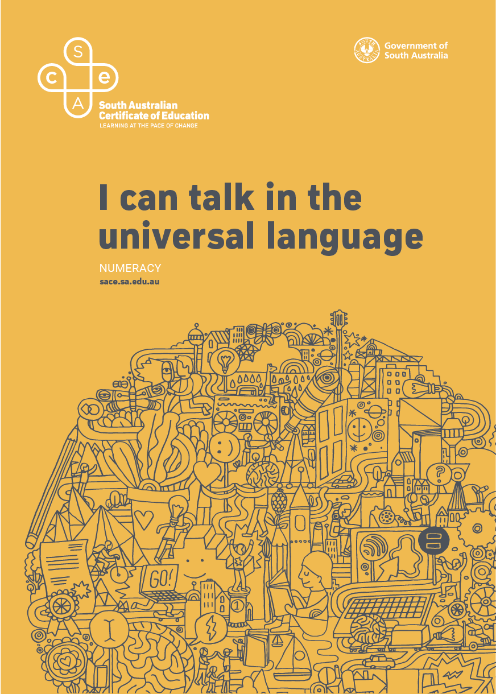 S
c e
A
South Australian
Certificate of Education
LEARNING AT THE PACE OF CHANGE
Government of
South Australia
I can talk in the
universal language
NUMERACY
sace.sa.edu.au
?
GO!